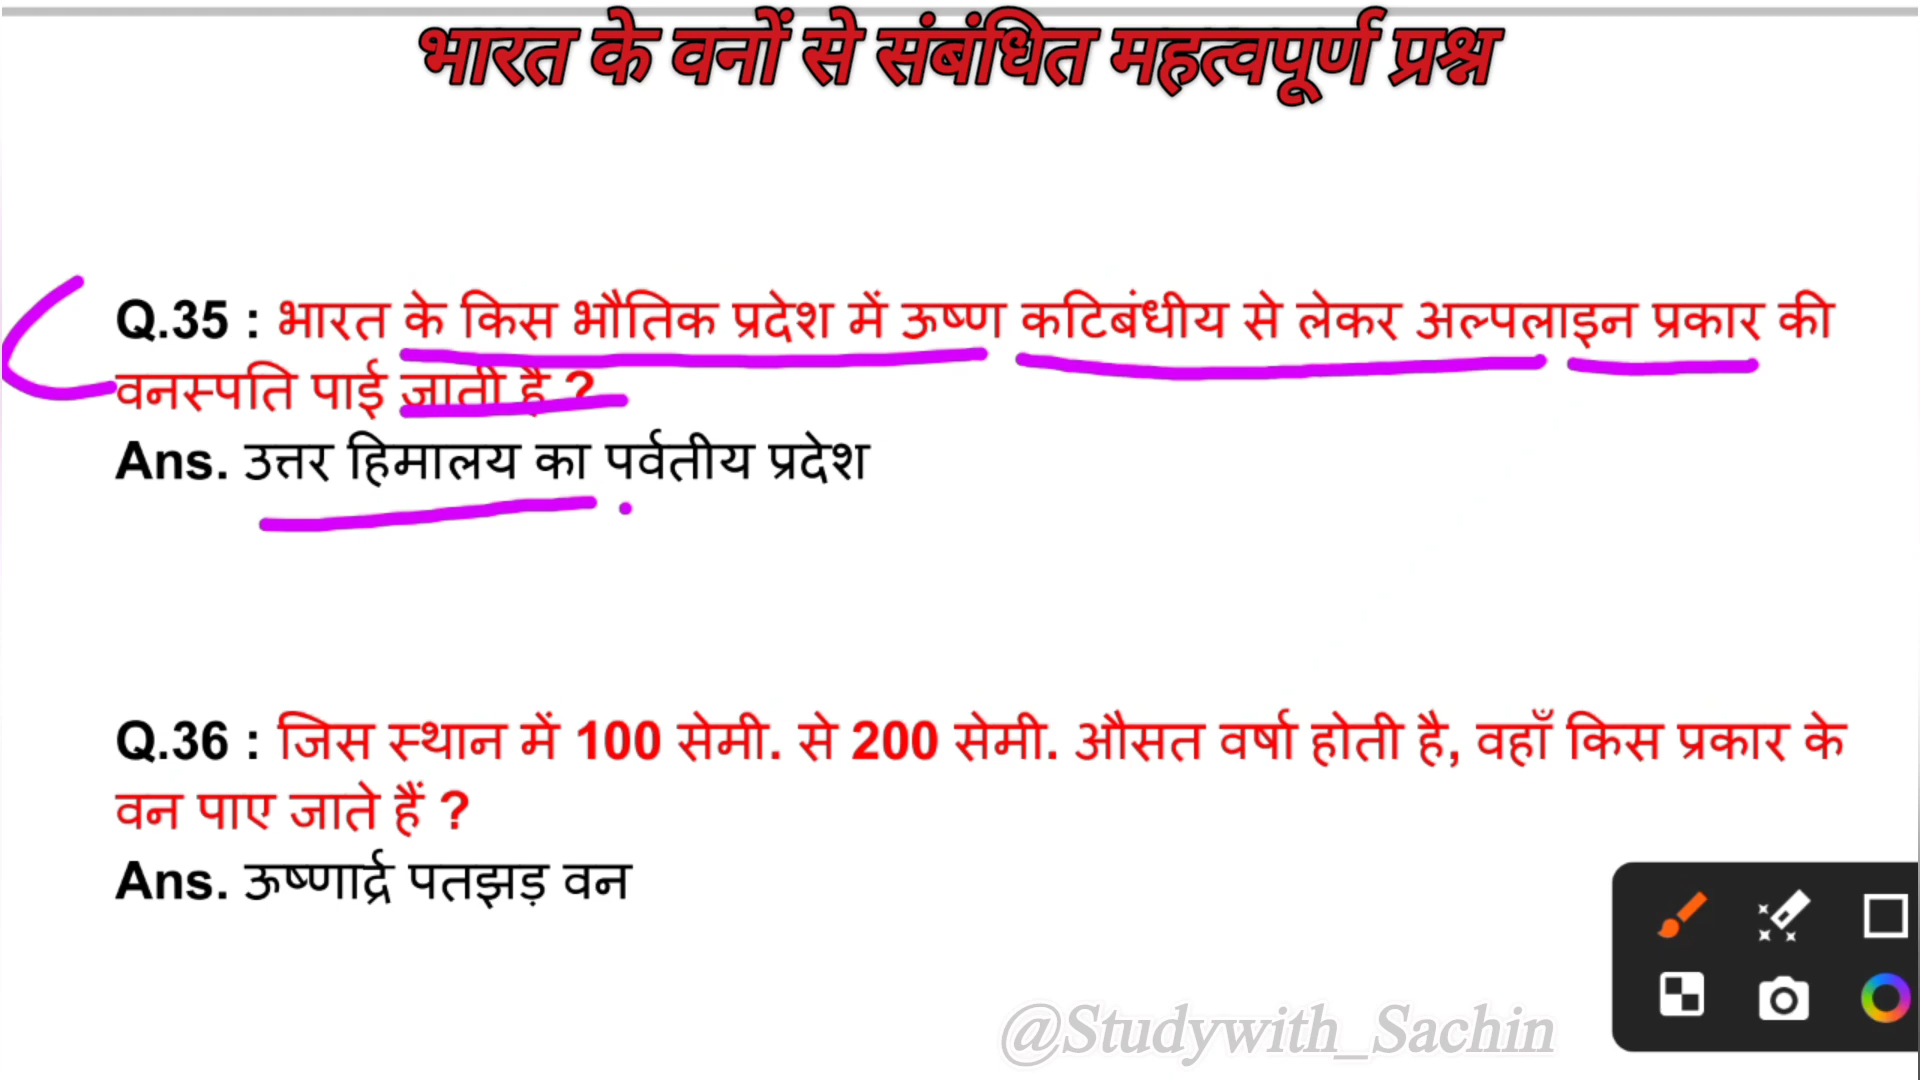 भारत के वनों से संबंधित महत्वपूर्ण प्रश्न
Q.35 : भारत के किस भौतिक प्रदेश में ऊष्ण कटिबंधीय से लेकर अल्पलाइन प्रकार की
वनस्पति पाई जाती है ?
Ans. उत्तर हिमालय का पर्वतीय प्रदेश
Q.36 : जिस स्थान में 100 सेमी. से 200 सेमी. औसत वर्षा होती है, वहाँ किस प्रकार के
वन पाए जाते हैं ?
Ans. ऊष्णार्द्र पतझड़ वन
@Studywith_Sachin